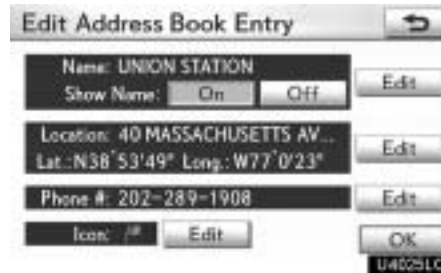 Edit Address Book Entry
Name: UNION STATION
Edit
Show Name: On Off
Location: 40 MASSACHUSETTS AV...
Edit
Lat.:N38°53'49" Long.:W77°0'23"
Phone #: 202-289-1908 Edit
Icon: Edit
OK
U4025LC